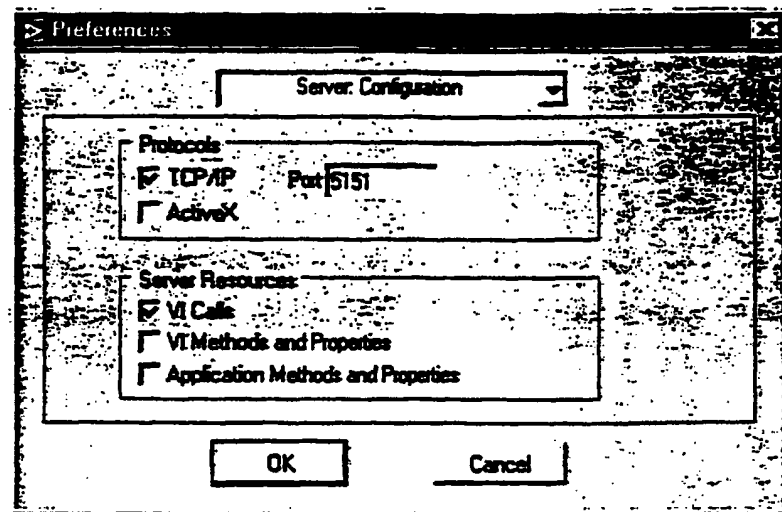 Preferences
Server: Configuration
Protocols
TCP/IP Port 5151
ActiveX
Server Resources
VI Calls
VI Methods and Properties
Application Methods and Properties
OK Cancel